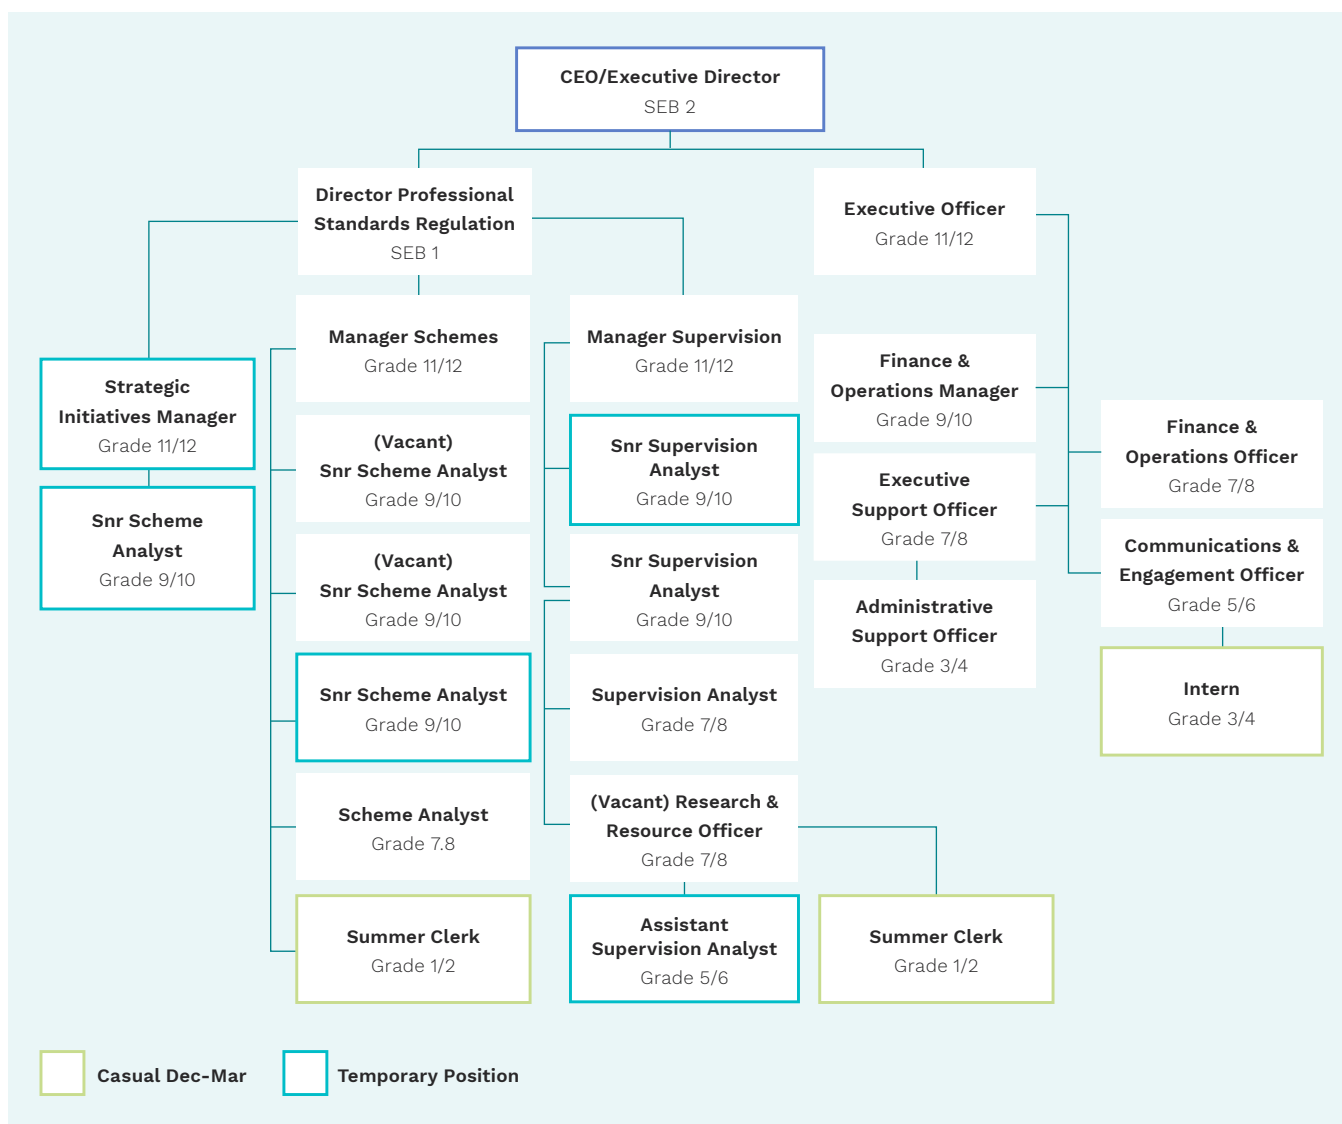 CEO/Executive Director
SEB 2
Director Professional
Standards Regulation
SEB 1
Executive Officer
Grade 11/12
Strategic
Initiatives Manager
Grade 11/12
Snr Scheme
Analyst
Grade 9/10
Manager Schemes
Grade 11/12
(Vacant)
Snr Scheme Analyst
Grade 9/10
(Vacant)
Snr Scheme Analyst
Grade 9/10
Snr Scheme Analyst
Grade 9/10
Scheme Analyst
Grade 7.8
Summer Clerk
Grade 1/2
Manager Supervision
Grade 11/12
Snr Supervision
Analyst
Grade 9/10
Snr Supervision
Analyst
Grade 9/10
Supervision Analyst
Grade 7/8
(Vacant) Research &
Resource Officer
Grade 7/8
Assistant
Supervision Analyst
Grade 5/6
Summer Clerk
Grade 1/2
Finance &
Operations Manager
Grade 9/10
Executive
Support Officer
Grade 7/8
Administrative
Support Officer
Grade 3/4
Finance &
Operations Officer
Grade 7/8
Communications &
Engagement Officer
Grade 5/6
Intern
Grade 3/4
Casual Dec-Mar
Temporary Position